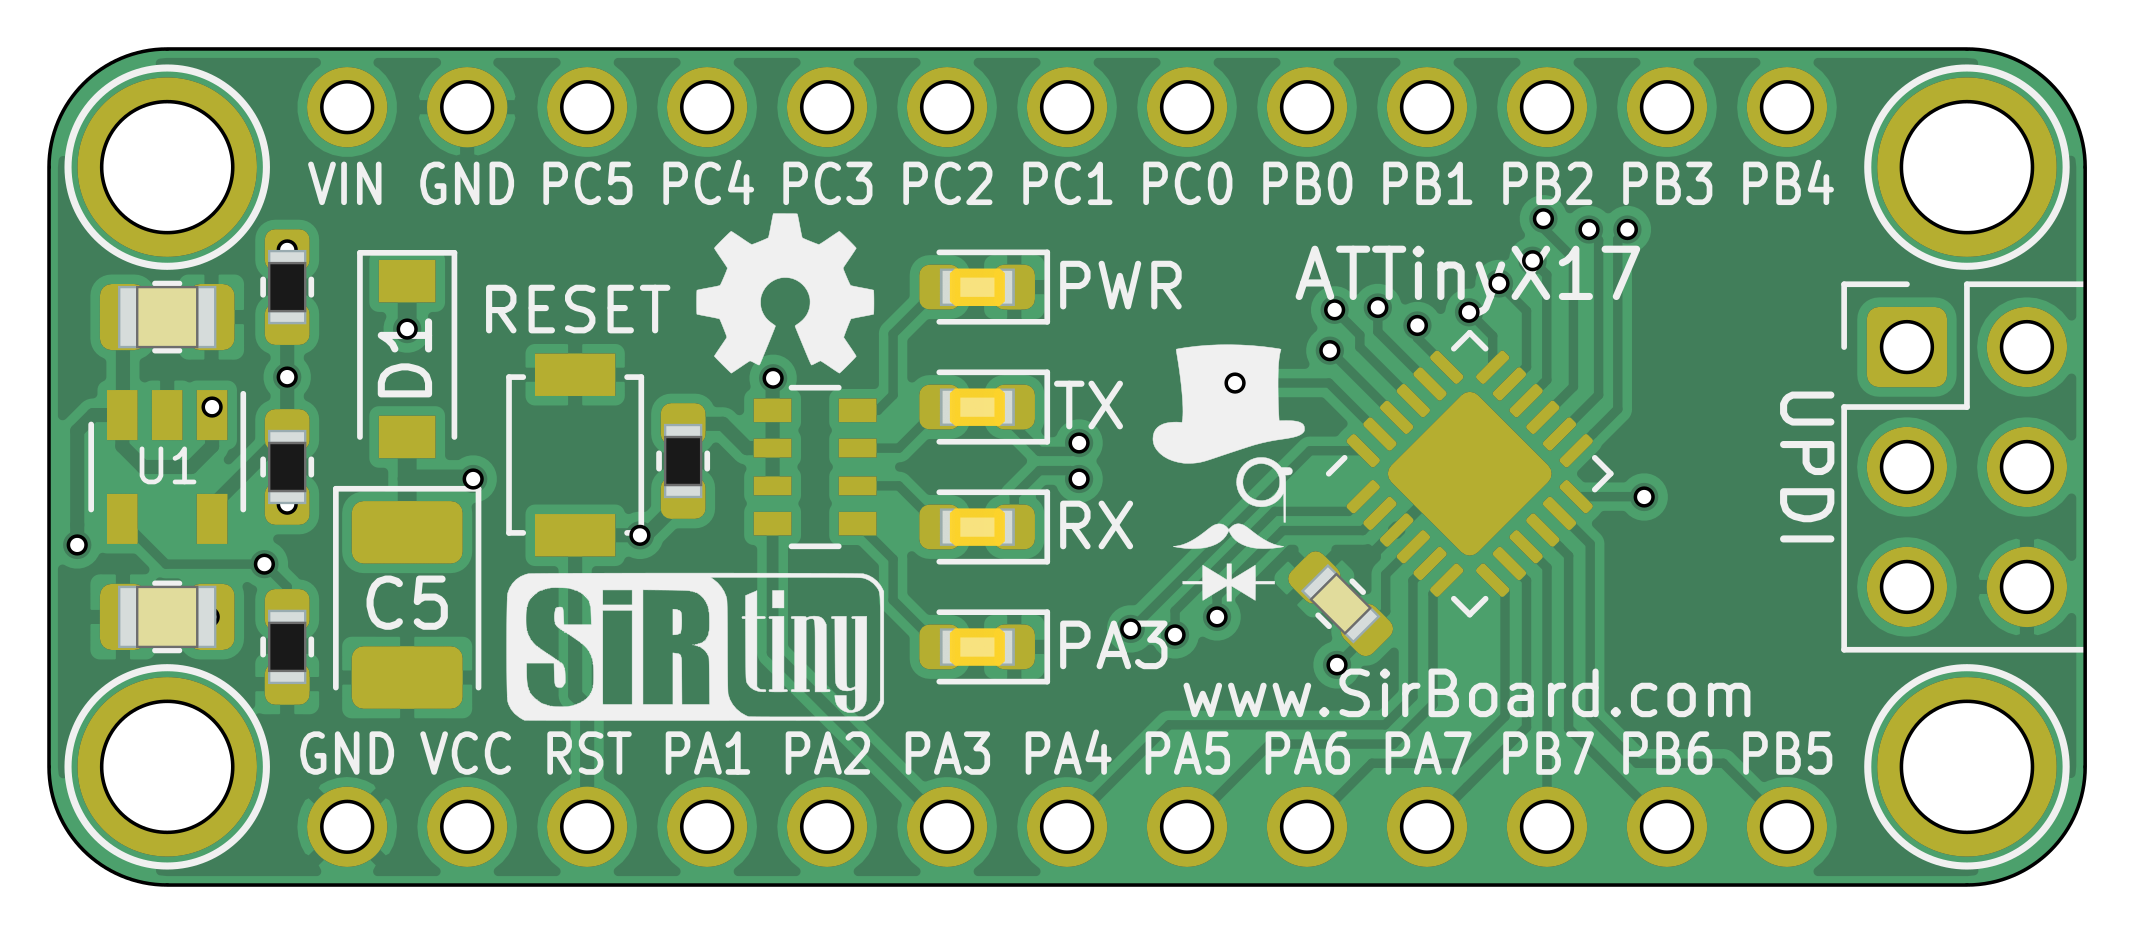 VIN GND PC5 PC4 PC3 PC2 PC1 PC0 PB0 PB1 PB2 PB3 PB4
ATTinyX17
PWR
RESET
D1
TX
UPDI
U1
RX
C5
SiR tiny
PA3
www.SirBoard.com
GND VCC RST PA1 PA2 PA3 PA4 PA5 PA6 PA7 PB7 PB6 PB5